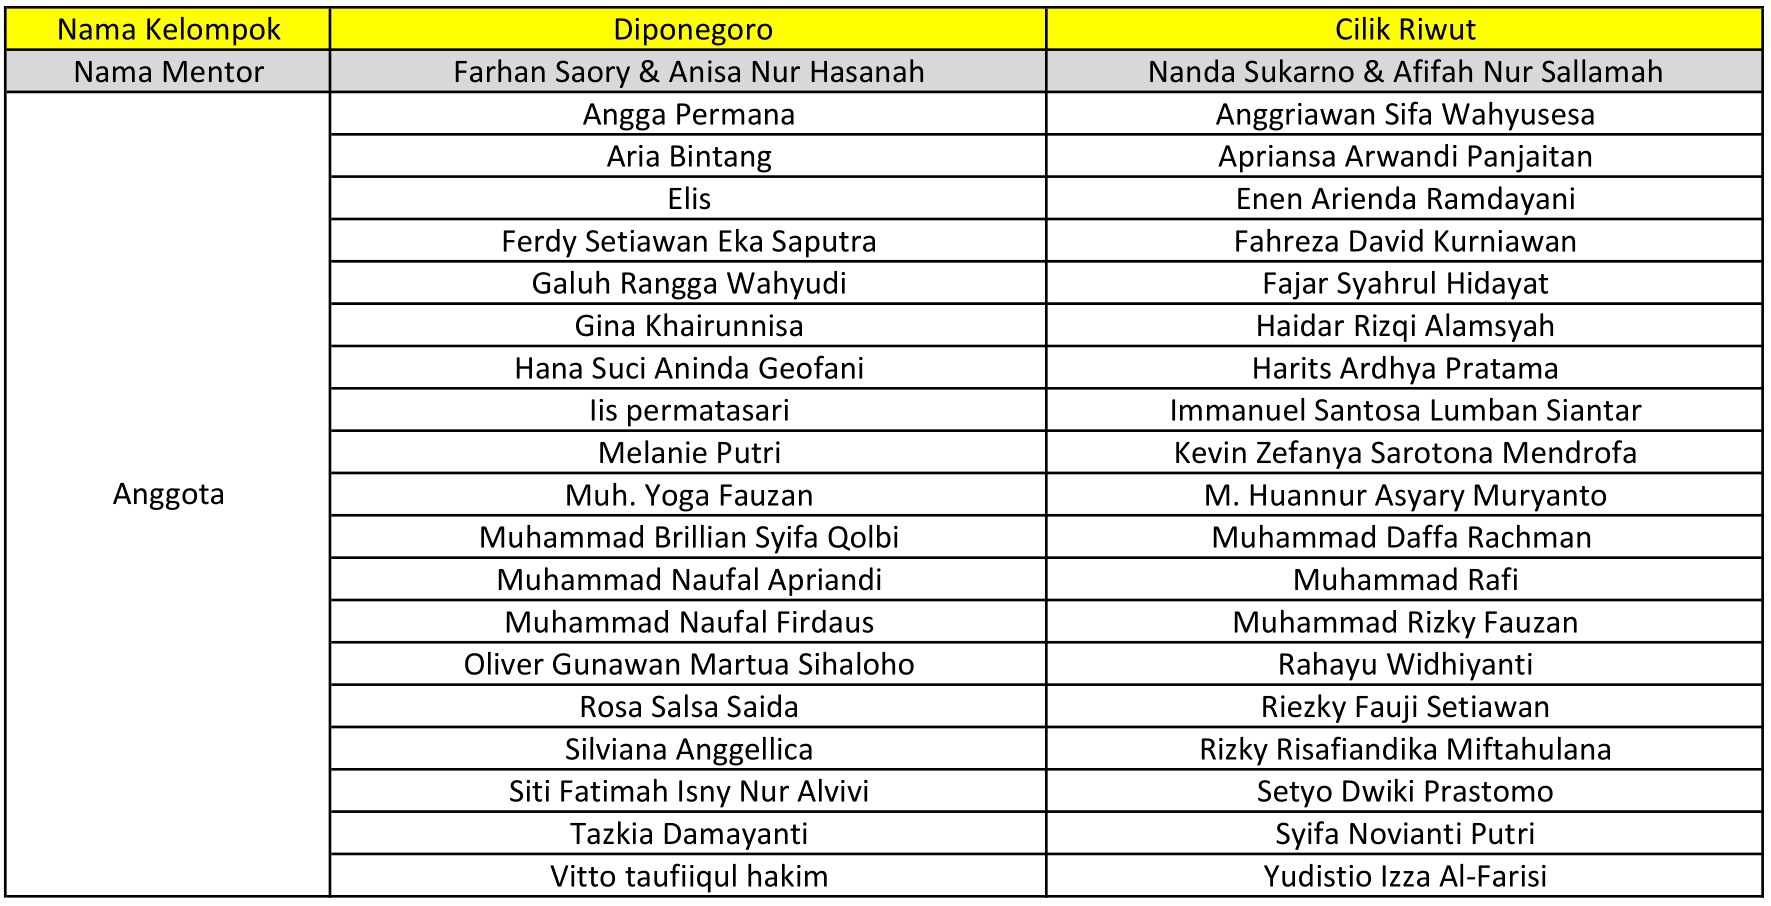 Nama Kelompok Diponegoro Cilik Riwut
Nama Mentor Farhan Saory & Anisa Nur Hasanah Nanda Sukarno & Afifah Nur Sallamah
Angga Permana Anggriawan Sifa Wahyusesa
Aria Bintang Apriansa Arwandi Panjaitan
Elis Enen Arienda Ramdayani
Ferdy Setiawan Eka Saputra Fahreza David Kurniawan
Galuh Rangga Wahyudi Fajar Syahrul Hidayat
Gina Khairunnisa Haidar Rizqi Alamsyah
Hana Suci Aninda Geofani Harits Ardhya Pratama
Iis permatasari Immanuel Santosa Lumban Siantar
Melanie Putri Kevin Zefanya Sarotona Mendrofa
Anggota Muh. Yoga Fauzan M. Huannur Asyary Muryanto
Muhammad Brillian Syifa Qolbi Muhammad Daffa Rachman
Muhammad Naufal Apriandi Muhammad Rafi
Muhammad Naufal Firdaus Muhammad Rizky Fauzan
Oliver Gunawan Martua Sihaloho Rahayu Widhiyanti
Rosa Salsa Saida Riezky Fauji Setiawan
Silviana Anggellica Rizky Risafiandika Miftahulana
Siti Fatimah Isny Nur Alvivi Setyo Dwiki Prastomo
Tazkia Damayanti Syifa Novianti Putri
Vitto taufiiqul hakim Yudistio Izza Al-Farisi